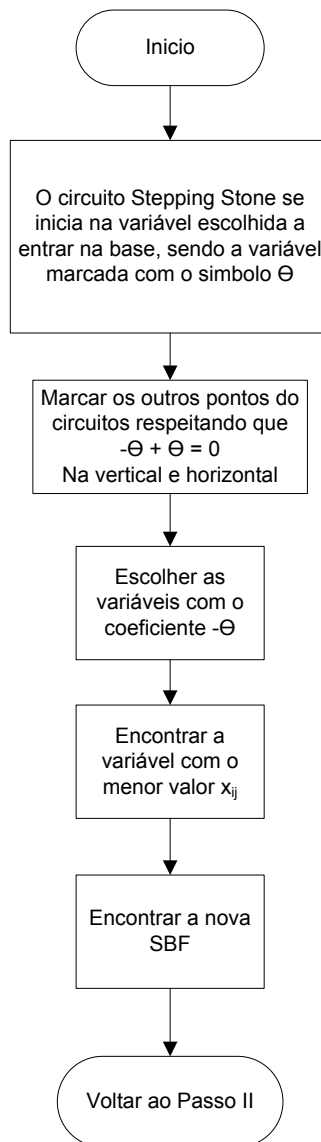 Inicio
O circuito Stepping Stone se
inicia na variável escolhida a
entrar na base, sendo a variável
marcada com o simbolo Ө
Marcar os outros pontos do
circuitos respeitando que
-Ө + Ө = 0
Na vertical e horizontal
Escolher as
variáveis com o
coeficiente -Ө
Encontrar a
variável com o
menor valor xij
Encontrar a nova
SBF
Voltar ao Passo II